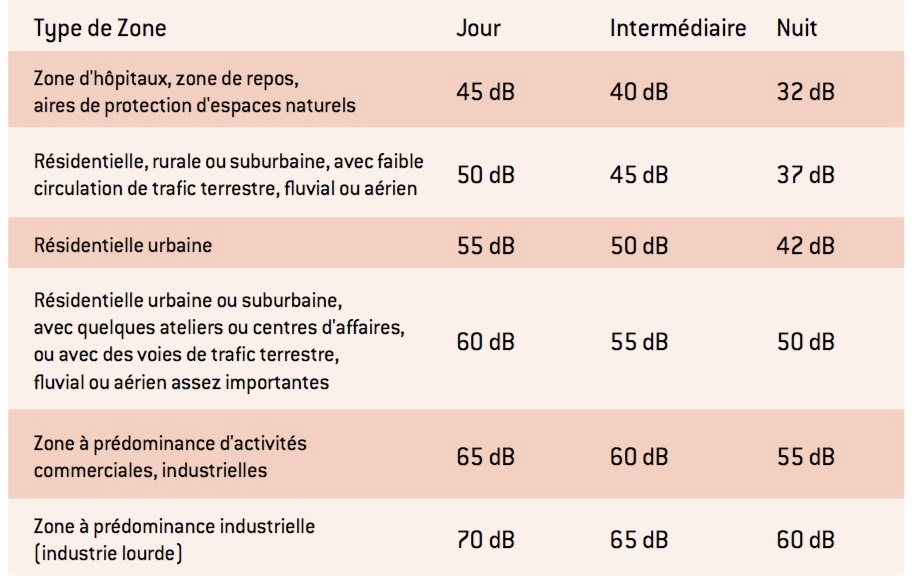 Type de Zone Jour Intermédiaire Nuit
Zone d'hôpitaux, zone de repos,
aires de protection d'espaces naturels
45 dB 40 dB 32 dB
Résidentielle, rurale ou suburbaine, avec faible
circulation de trafic terrestre, fluvial ou aérien
50 dB 45 dB 37 dB
Résidentielle urbaine 55 dB 50 dB 42 dB
Résidentielle urbaine ou suburbaine,
avec quelques ateliers ou centres d'affaires,
ou avec des voies de trafic terrestre,
fluvial ou aérien assez importantes
60 dB 55 dB 50 dB
Zone à prédominance d'activités
commerciales, industrielles
65 dB 60 dB 55 dB
Zone à prédominance industrielle
(industrie lourde)
70 dB 65 dB 60 dB